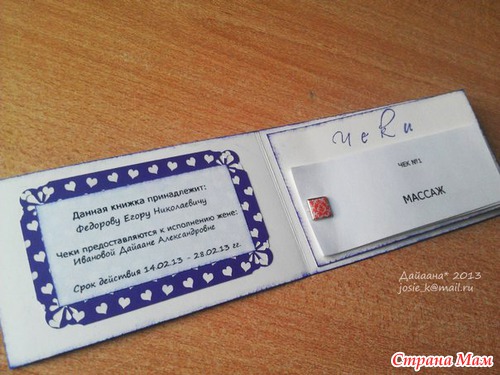 Данная книжка принадлежит:
Федорову Егору Николаевичу
Чеки предоставляются к исполнению жене:
Ивановой Дайаане Александровне
Срок действия 14.02.13 - 28.02.13 гг.
Чеки
ЧЕК №1
МАССАЖ
Дайаана* 2013
josie_k@mail.ru
Страна Мам